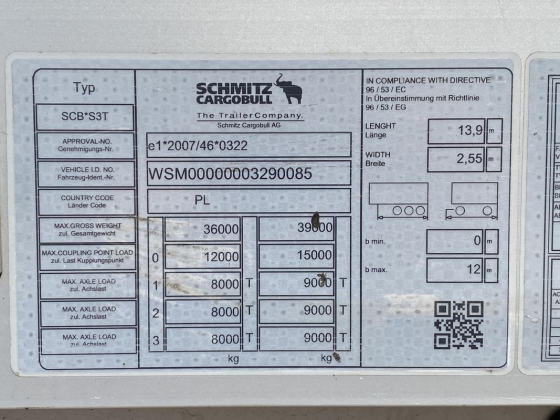 Typ
SCB*S3T
SCHMITZ
CARGOBULL
The TrailerCompany.
Schmitz Cargobull AG
APPROVAL-NO.
Genehmigungs-Nr.
e1*2007/46*0322
VEHICLE I.D. NO.
Fahrzeug-Ident.-Nr.
WSM00000003290085
COUNTRY CODE
Länder Code
PL
MAX.GROSS WEIGHT
zul. Gesamtgewicht
36000 39000
MAX.COUPLING POINT LOAD
zul. Last Kupplungspunkt
0 12000 15000
MAX. AXLE LOAD
zul. Achslast
1 8000 T 9000 T
MAX. AXLE LOAD
zul. Achslast
2 8000 T 9000 T
MAX. AXLE LOAD
zul. Achslast
3 8000 T 9000 T
kg kg
IN COMPLIANCE WITH DIRECTIVE
96 / 53 / EC
In Übereinstimmung mit Richtlinie
96 / 53 / EG
LENGHT
Länge
13,9 m
WIDTH
Breite
2,55 m
b min. 0 m
b max. 12 m